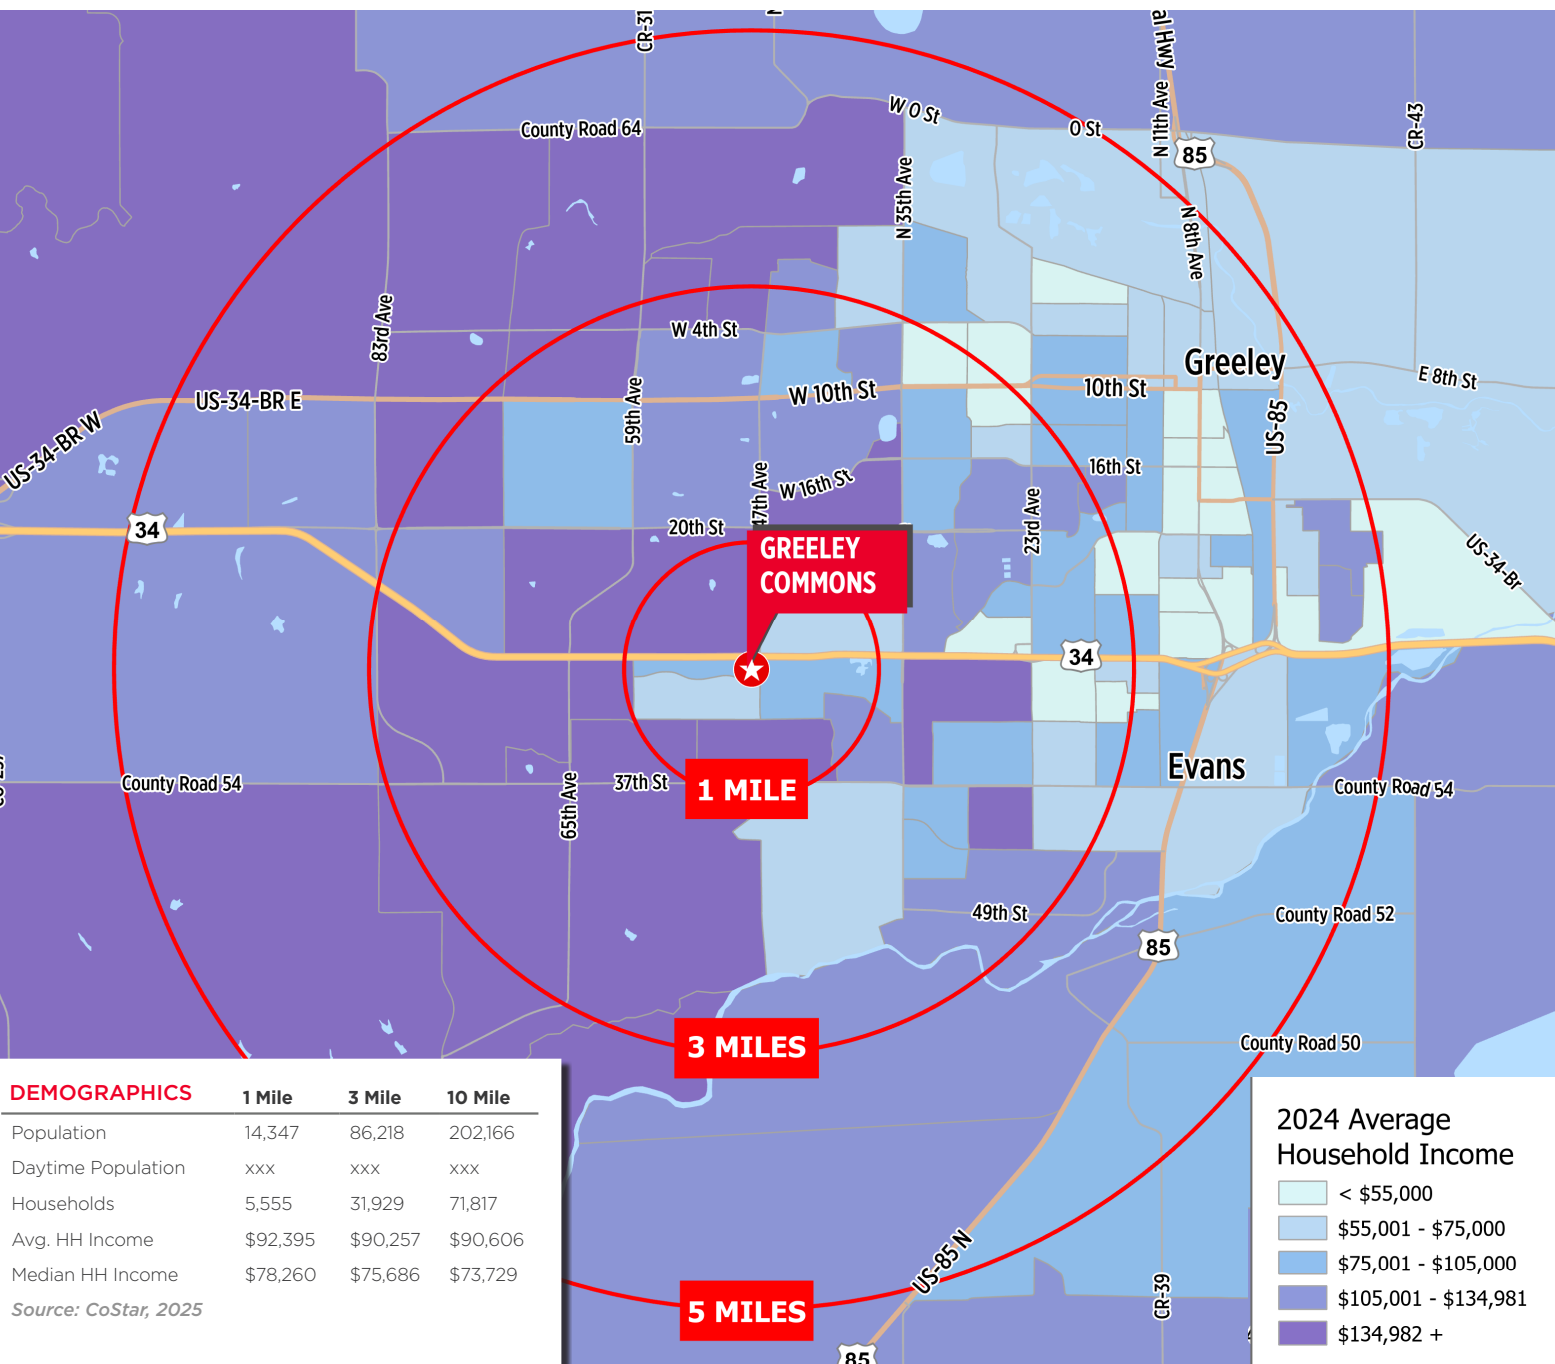 CR-31
al Hwy
W O St
O St
County Road 64
N 11th Ave
85
CR-43
N 35th Ave
N 8th Ave
83rd Ave
W 4th St
Greeley
US-34-BR E
W 10th St
10th St
E 8th St
US-34-BR W
59th Ave
US-85
47th Ave
W 16th St
16th St
34
20th St
23rd Ave
GREELEY
COMMONS
US-34-Br
34
County Road 54
37th St
65th Ave
1 MILE
Evans
County Road 54
49th St
County Road 52
85
3 MILES
County Road 50
US-85 N
5 MILES
CR-39
85
DEMOGRAPHICS 1 Mile 3 Mile 10 Mile
Population 14,347 86,218 202,166
Daytime Population xxx xxx xxx
Households 5,555 31,929 71,817
Avg. HH Income $92,395 $90,257 $90,606
Median HH Income $78,260 $75,686 $73,729
Source: CoStar, 2025
2024 Average
Household Income
< $55,000
$55,001 - $75,000
$75,001 - $105,000
$105,001 - $134,981
$134,982 +